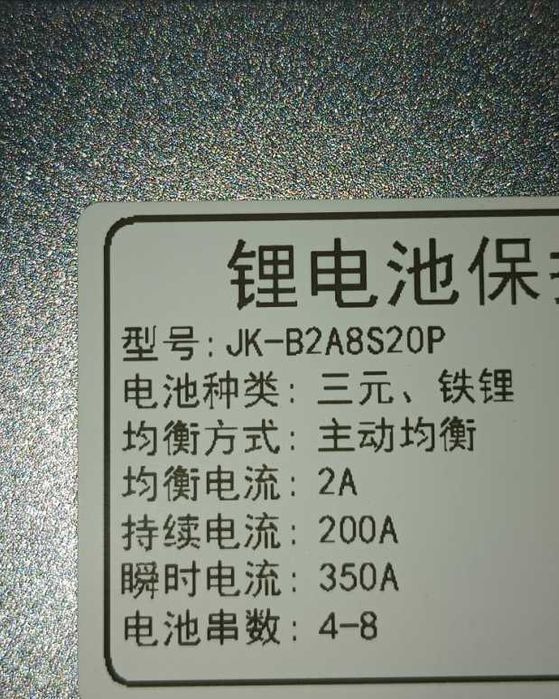 锂电池保
型号：JK-B2A8S20P
电池种类：三元、铁锂
均衡方式：主动均衡
均衡电流：2A
持续电流：200A
瞬时电流：350A
电池串数：4-8